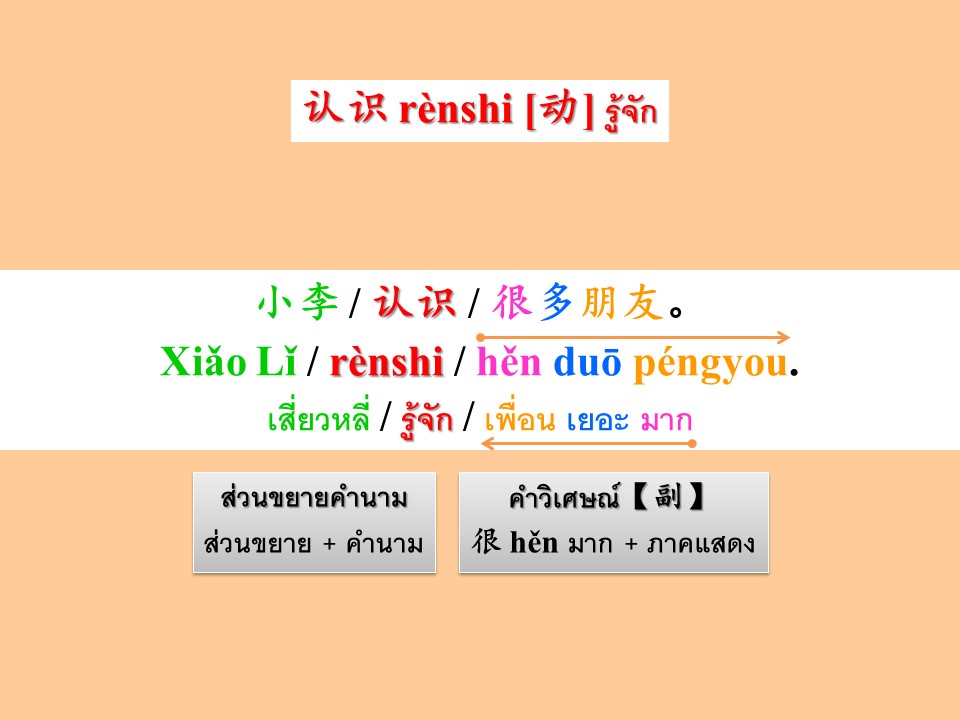 认识 rènshi [动] รู้จัก
小李 / 认识 / 很多朋友。
Xiǎo Lǐ / rènshi / hěn duō péngyou.
เสี่ยวหลี่ / รู้จัก / เพื่อน เยอะ มาก
ส่วนขยายคำนาม
ส่วนขยาย + คำนาม
คำวิเศษณ์【副】
很 hěn มาก + ภาคแสดง